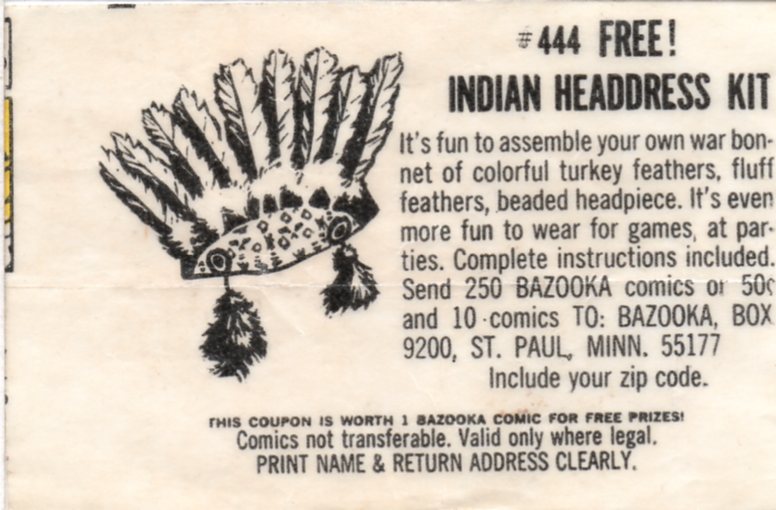 #444 FREE!
INDIAN HEADDRESS KIT
It's fun to assemble your own war bon-
net of colorful turkey feathers, fluff
feathers, beaded headpiece. It's even
more fun to wear for games, at par-
ties. Complete instructions included.
Send 250 BAZOOKA comics or 50¢
and 10 comics TO: BAZOOKA, BOX
9200, ST. PAUL, MINN. 55177
Include your zip code.
THIS COUPON IS WORTH 1 BAZOOKA COMIC FOR FREE PRIZES!
Comics not transferable. Valid only where legal.
PRINT NAME & RETURN ADDRESS CLEARLY.